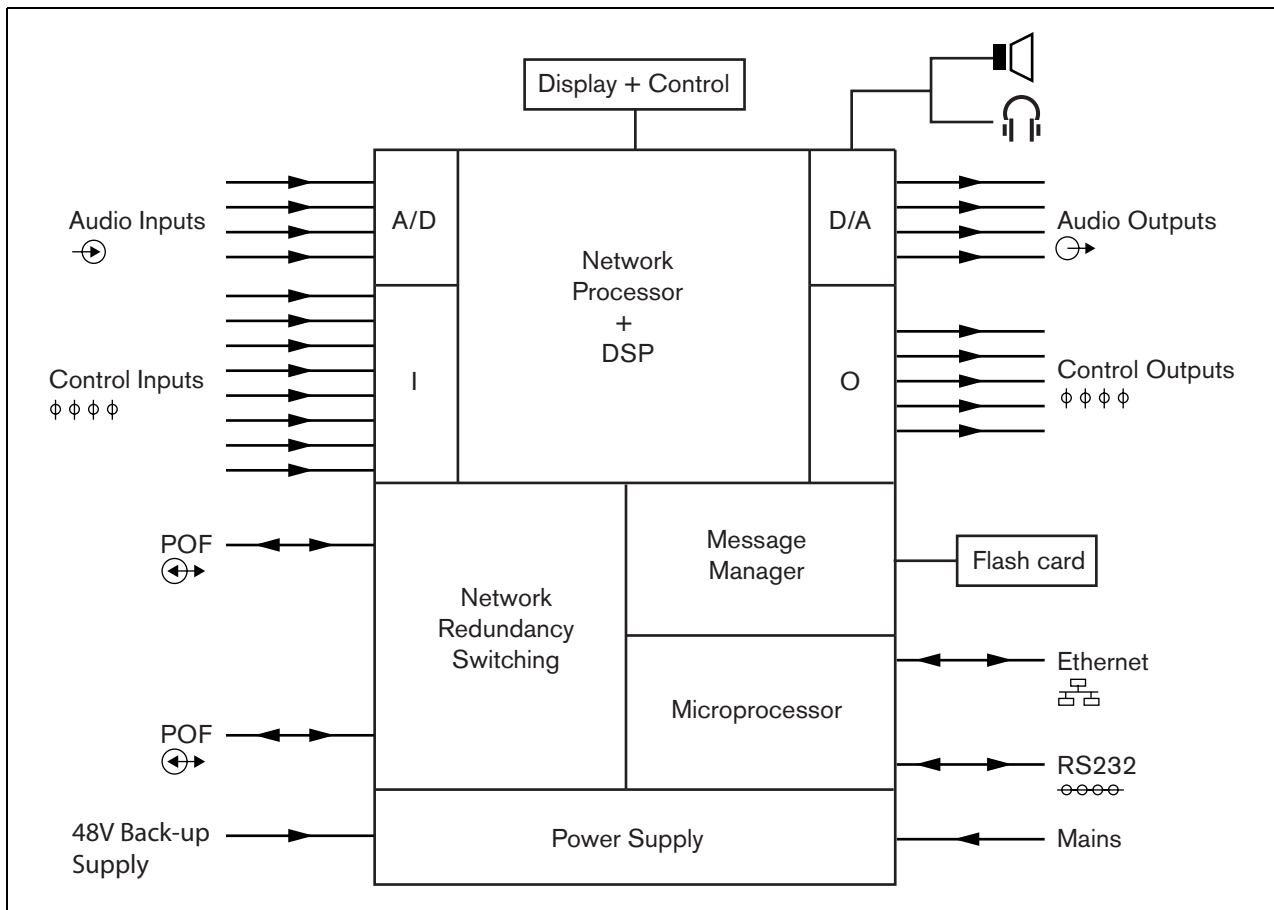 Display + Control
Audio Inputs
A/D
D/A
Audio Outputs
Network
Processor
+
DSP
Control Inputs
I
O
Control Outputs
POF
Message
Manager
Flash card
Network
Redundancy
Switching
Ethernet
Microprocessor
POF
RS232
48V Back-up
Supply
Power Supply
Mains